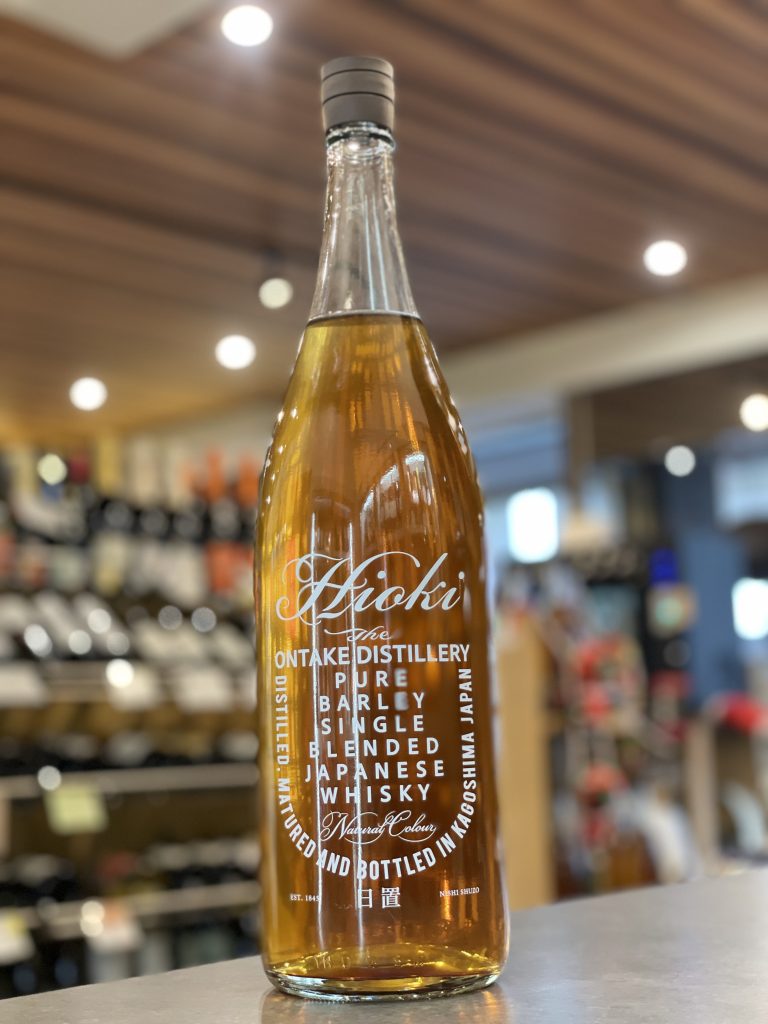 Hioki
The
ONTAKE DISTILLERY
PURE
BARLEY
SINGLE
BLENDED
JAPANESE
WHISKY
Natural Colour
DISTILLED, MATURED AND BOTTLED IN KAGOSHIMA JAPAN
EST. 1845
日置
NISHI SHUZO